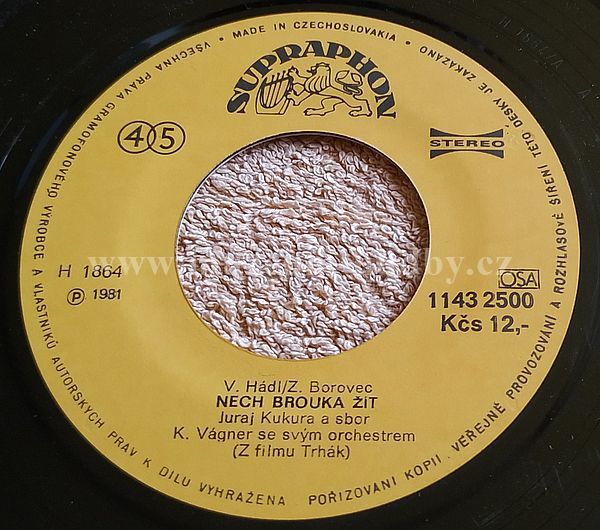 VŠECHNA PRÁVA GRAMOFONOVÉHO VÝROBCE A VLASTNÍKŮ AUTORSKÝCH PRÁV K DÍLU VYHRAŽENA. POŘIZOVÁNÍ KOPIÍ. VEŘEJNÉ PROVOZOVÁNÍ A ROZHLASOVÉ ŠÍŘENÍ TÉTO DESKY JE ZAKÁZÁNO • MADE IN CZECHOSLOVAKIA •
SUPRAPHON
45
STEREO
H 1864
Ⓟ 1981
OSA
1143 2500
Kčs 12,-
V. Hádl/Z. Borovec
NECH BROUKA ŽÍT
Juraj Kukura a sbor
K. Vágner se svým orchestrem
(Z filmu Trhák)